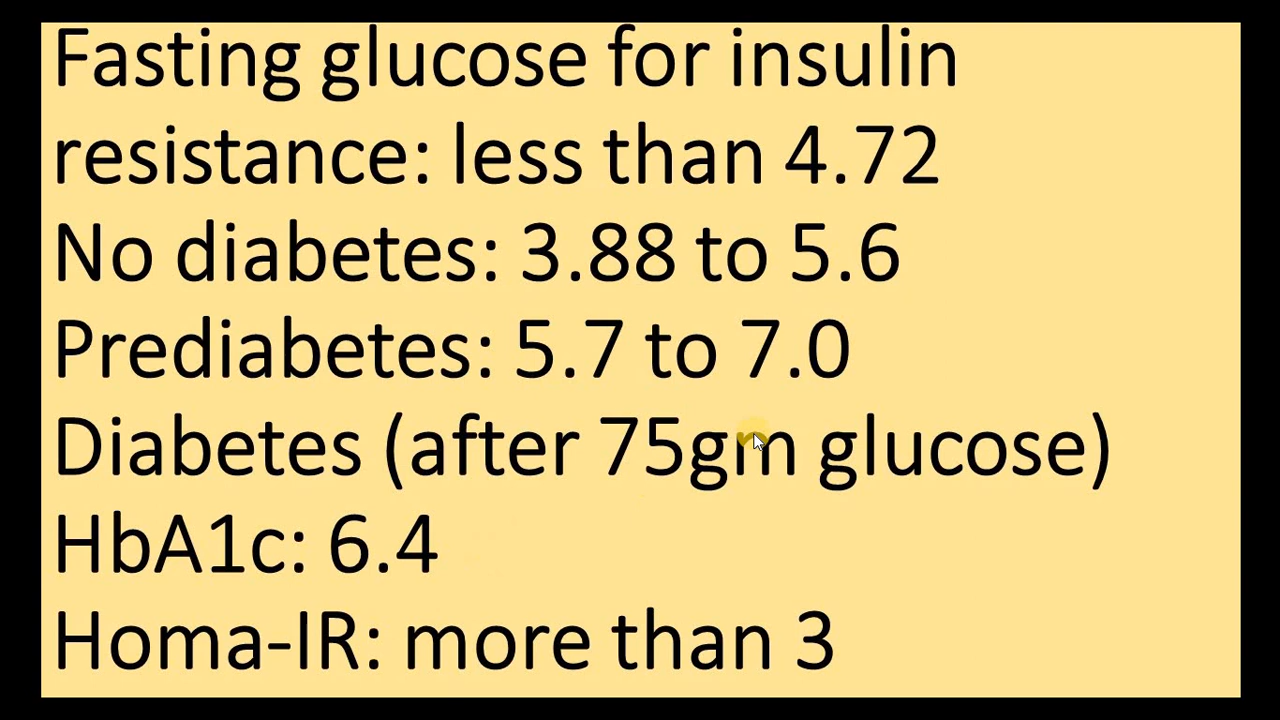 Fasting glucose for insulin
resistance: less than 4.72
No diabetes: 3.88 to 5.6
Prediabetes: 5.7 to 7.0
Diabetes (after 75gm glucose)
HbA1c: 6.4
Homa-IR: more than 3